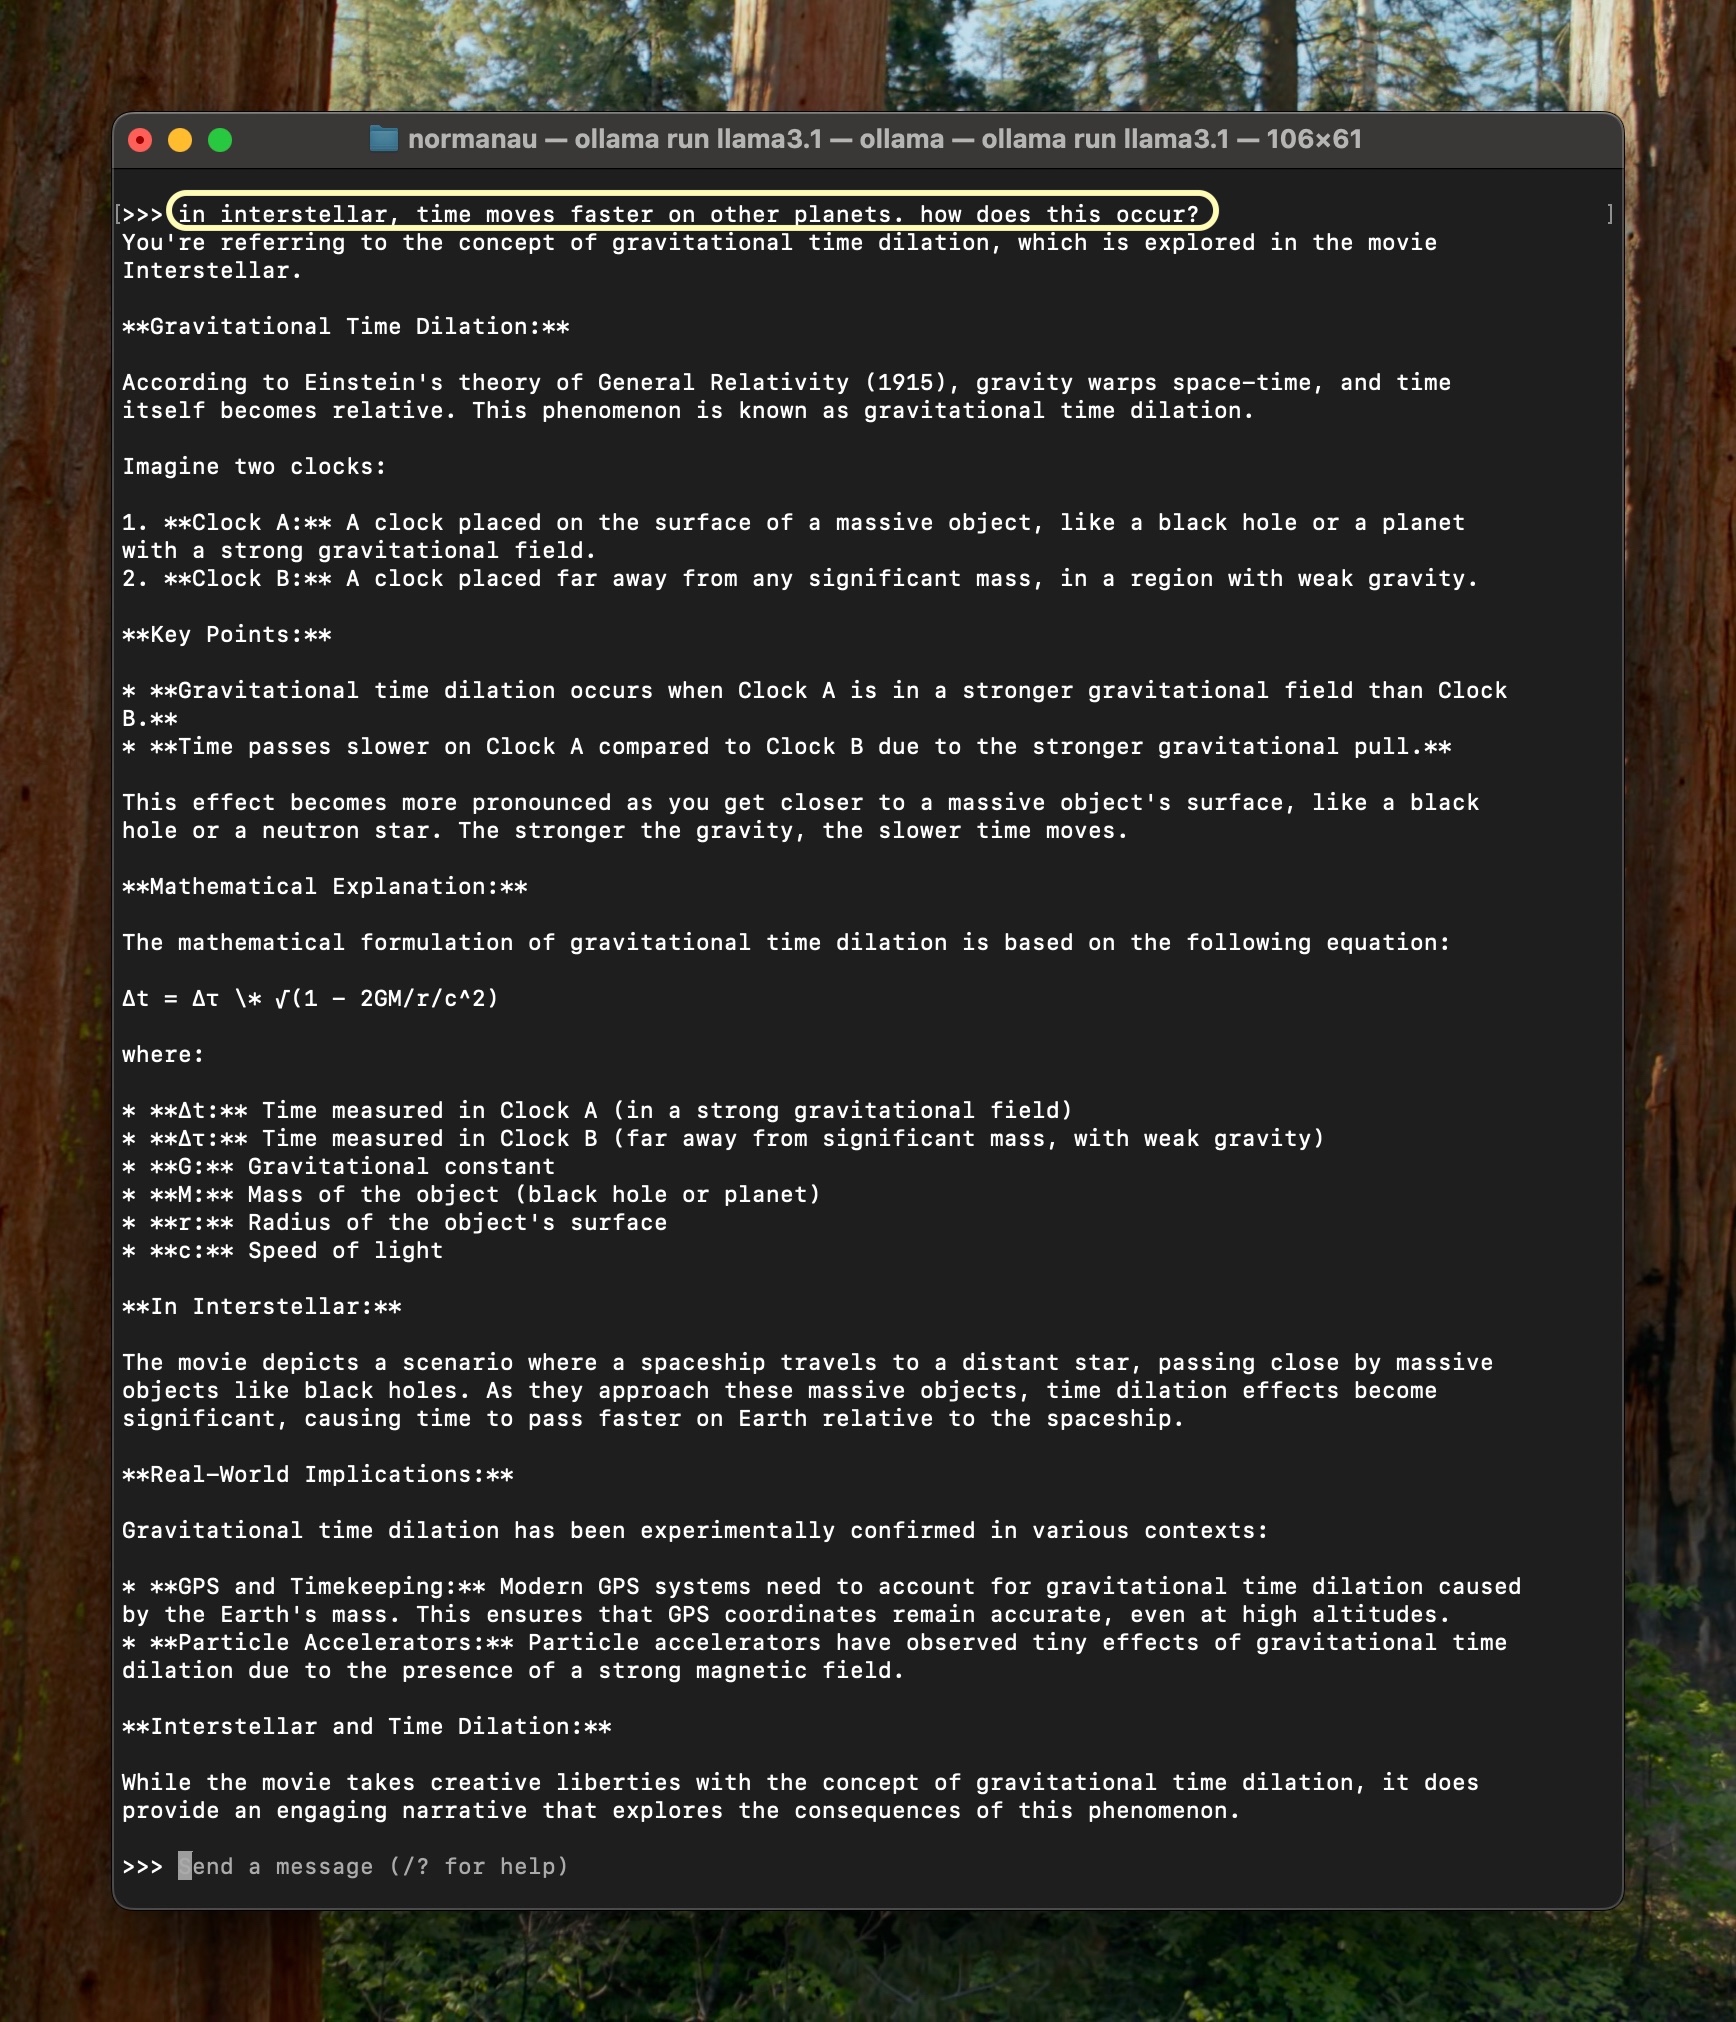 normanau — ollama run llama3.1 — ollama — ollama run llama3.1 — 106×61
[>>> in interstellar, time moves faster on other planets. how does this occur? ]
You're referring to the concept of gravitational time dilation, which is explored in the movie
Interstellar.
**Gravitational Time Dilation:**
According to Einstein's theory of General Relativity (1915), gravity warps space-time, and time
itself becomes relative. This phenomenon is known as gravitational time dilation.
Imagine two clocks:
1. **Clock A:** A clock placed on the surface of a massive object, like a black hole or a planet
with a strong gravitational field.
2. **Clock B:** A clock placed far away from any significant mass, in a region with weak gravity.
**Key Points:**
* **Gravitational time dilation occurs when Clock A is in a stronger gravitational field than Clock
B.**
* **Time passes slower on Clock A compared to Clock B due to the stronger gravitational pull.**
This effect becomes more pronounced as you get closer to a massive object's surface, like a black
hole or a neutron star. The stronger the gravity, the slower time moves.
**Mathematical Explanation:**
The mathematical formulation of gravitational time dilation is based on the following equation:
Δt = Δτ \* √(1 - 2GM/r/c^2)
where:
* **Δt:** Time measured in Clock A (in a strong gravitational field)
* **Δτ:** Time measured in Clock B (far away from significant mass, with weak gravity)
* **G:** Gravitational constant
* **M:** Mass of the object (black hole or planet)
* **r:** Radius of the object's surface
* **c:** Speed of light
**In Interstellar:**
The movie depicts a scenario where a spaceship travels to a distant star, passing close by massive
objects like black holes. As they approach these massive objects, time dilation effects become
significant, causing time to pass faster on Earth relative to the spaceship.
**Real-World Implications:**
Gravitational time dilation has been experimentally confirmed in various contexts:
* **GPS and Timekeeping:** Modern GPS systems need to account for gravitational time dilation caused
by the Earth's mass. This ensures that GPS coordinates remain accurate, even at high altitudes.
* **Particle Accelerators:** Particle accelerators have observed tiny effects of gravitational time
dilation due to the presence of a strong magnetic field.
**Interstellar and Time Dilation:**
While the movie takes creative liberties with the concept of gravitational time dilation, it does
provide an engaging narrative that explores the consequences of this phenomenon.
>>> Send a message (/? for help)